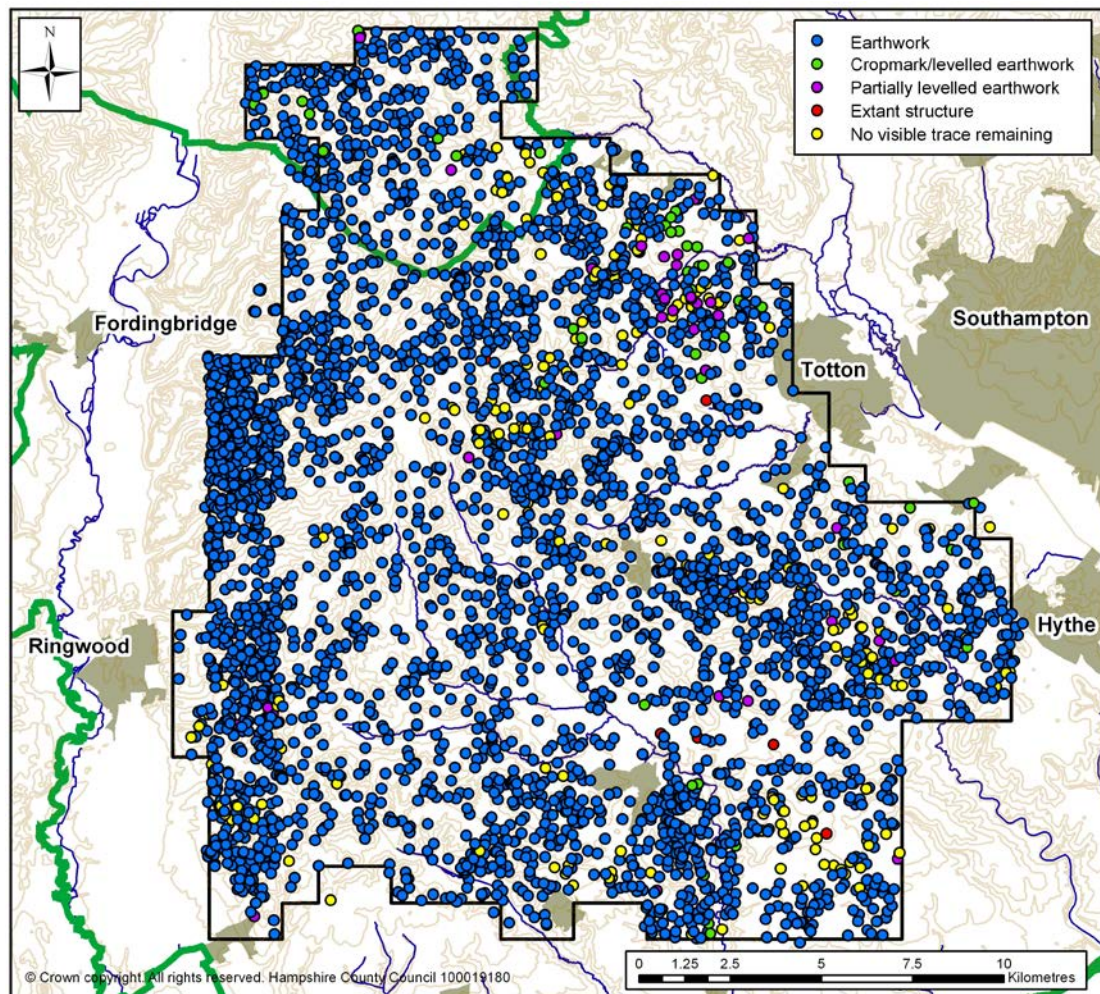 N
Earthwork
Cropmark/levelled earthwork
Partially levelled earthwork
Extant structure
No visible trace remaining
Fordingbridge
Southampton
Totton
Ringwood
Hythe
© Crown copyright. All rights reserved. Hampshire County Council 100019180
0 1.25 2.5 5 7.5 10
Kilometres